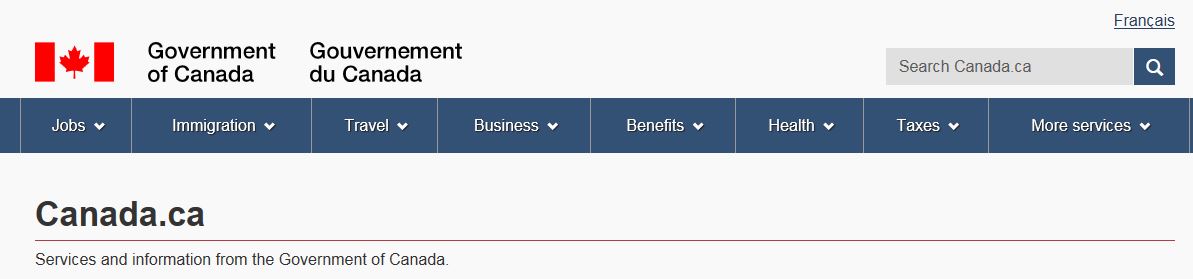 Français
Government
of Canada
Gouvernement
du Canada
Search Canada.ca
Jobs Immigration Travel Business Benefits Health Taxes More services
Canada.ca
Services and information from the Government of Canada.